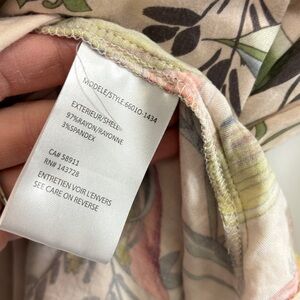 MODELE/STYLE 66010-1434
EXTERIEUR/SHELL
97%RAYON/RAYONNE
3%SPANDEX
CA# 58911
RN# 143728
ENTRETIEN VOIR L'ENVERS
SEE CARE ON REVERSE